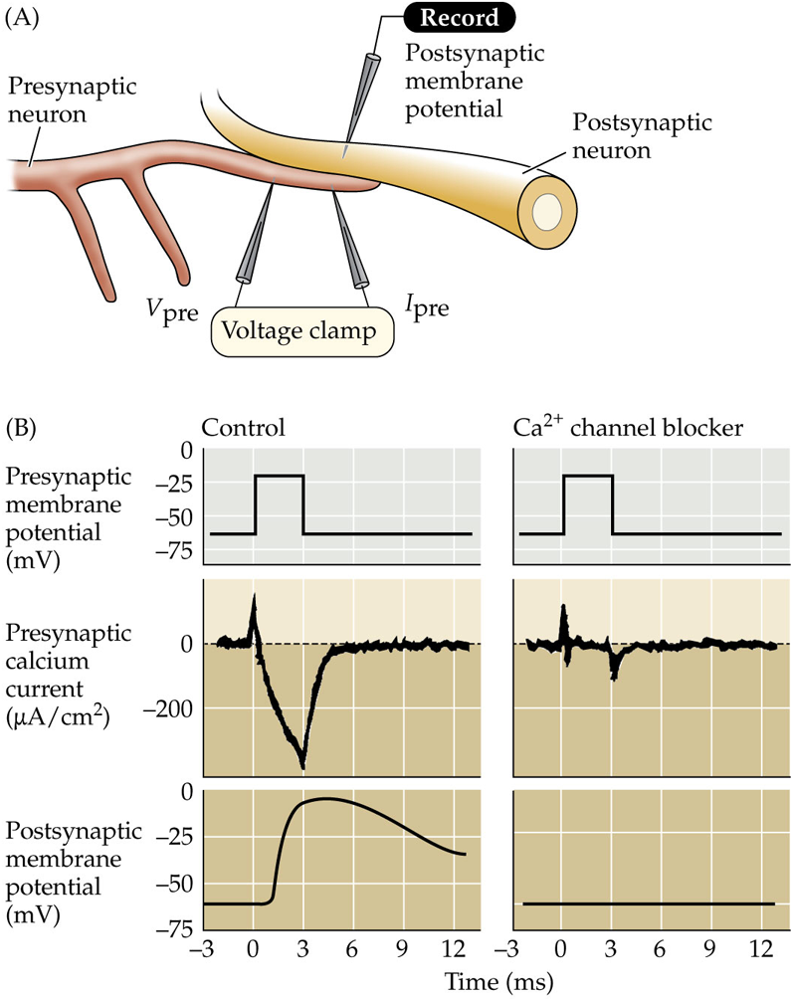 (A)
Record
Postsynaptic
membrane
potential
Presynaptic
neuron
Postsynaptic
neuron
Vpre
Voltage clamp
Ipre
(B)
Control
Ca2+ channel blocker
Presynaptic
membrane
potential
(mV)
0
–25
–50
–75
Presynaptic
calcium
current
(μA/cm2)
0
–200
Postsynaptic
membrane
potential
(mV)
0
–25
–50
–75
–3 0 3 6 9 12
–3 0 3 6 9 12
Time (ms)